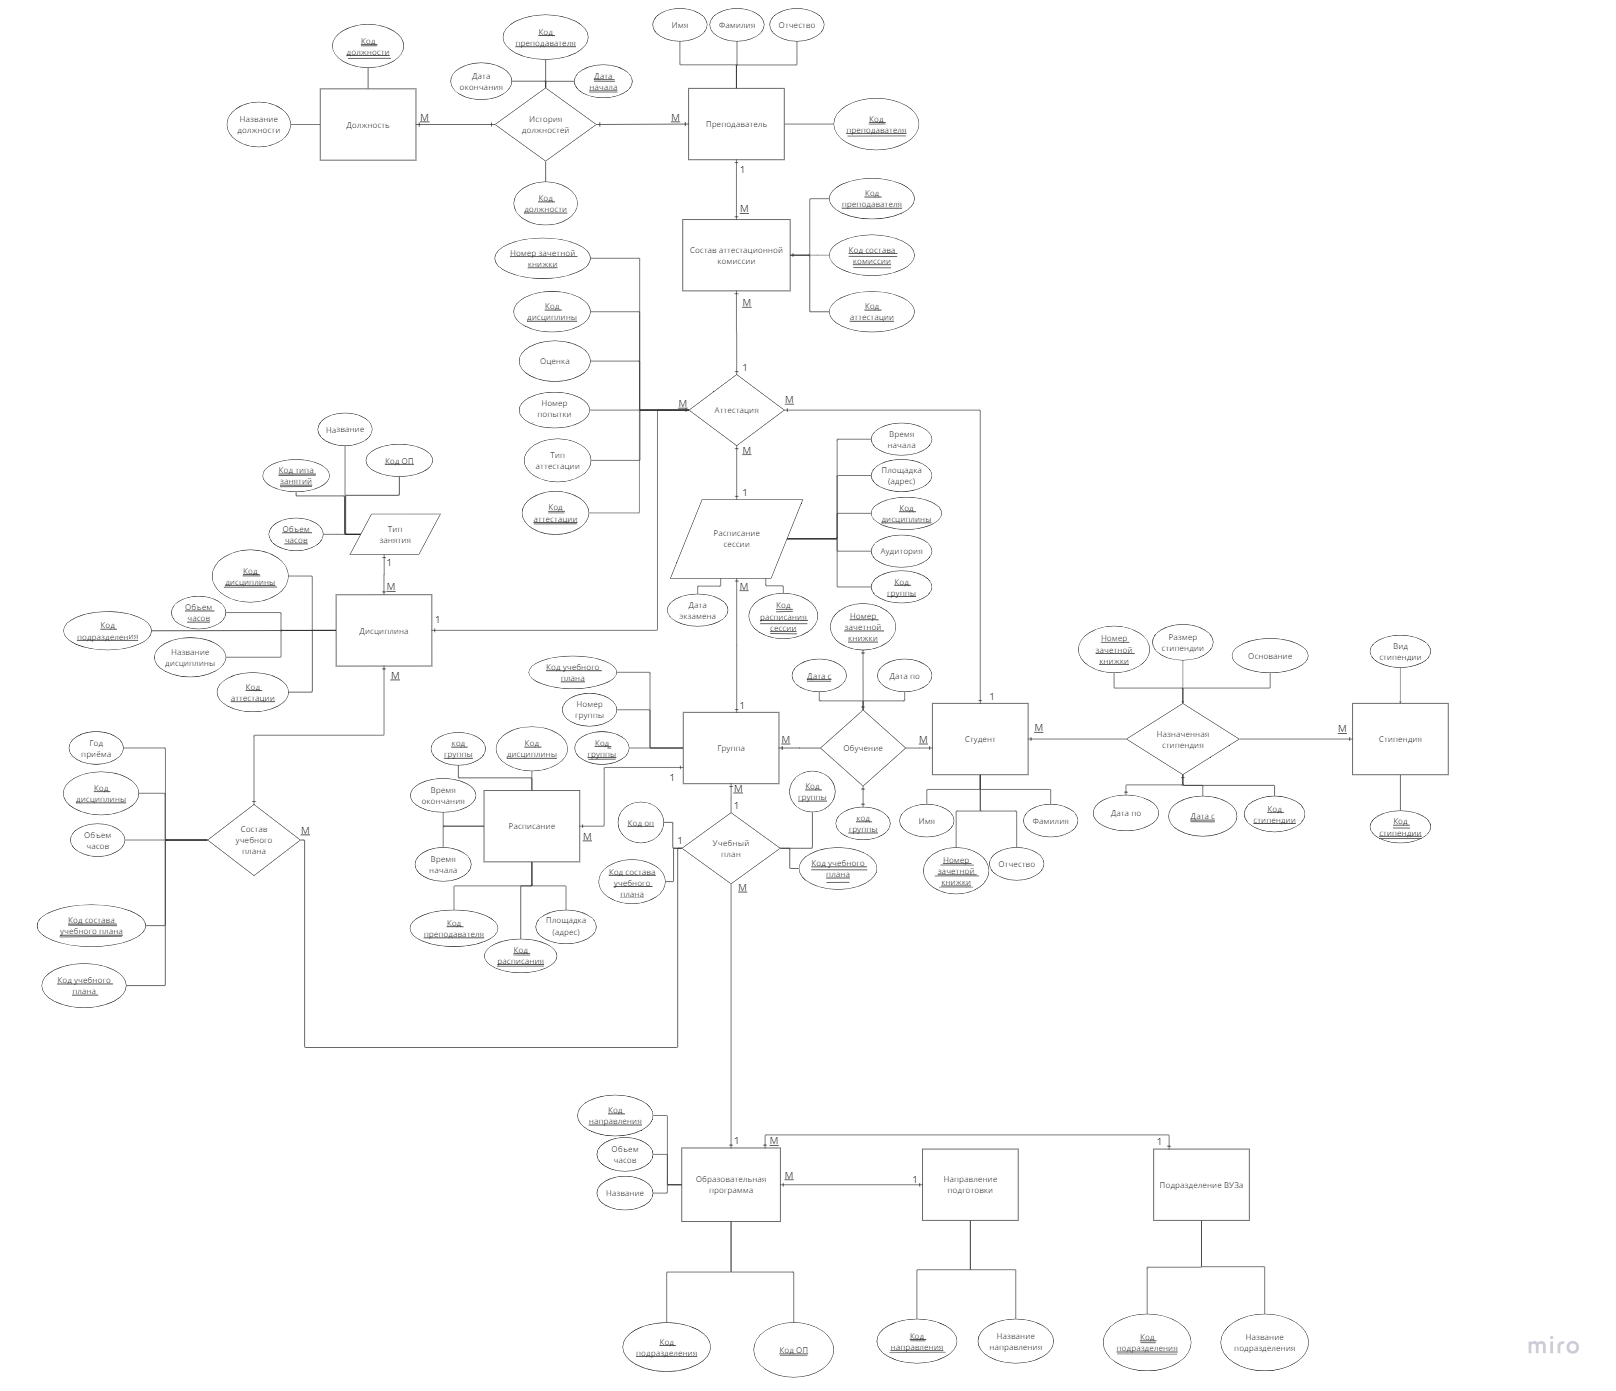 Имя
Фамилия
Отчество
Код
должности
Код
преподавателя
Дата
окончания
Дата
начала
Название
должности
Должность
M
История
должностей
M
Преподаватель
Код
преподавателя
Код
должности
1
M
Состав аттестационной
комиссии
Код
преподавателя
Код состава
комиссии
Код
аттестации
Номер зачетной
книжки
Код
дисциплины
Оценка
Номер
попытки
Тип
аттестации
Код
аттестации
M
1
M
Аттестация
M
M
1
Название
Код типа
занятий
Код ОП
Объем
часов
Тип
занятия
1
M
Расписание
сессии
Время
начала
Площадка
(адрес)
Код
дисциплины
Аудитория
Код
группы
Дата
экзамена
Код
расписания
сессии
M
Код
дисциплины
Объем
часов
Код
подразделения
Название
дисциплины
Код
аттестации
Дисциплина
1
M
Номер
зачетной
книжки
Дата с
Дата по
Код учебного
плана
Номер
группы
Код
группы
1
Группа
M
Обучение
M
1
Студент
M
Номер
зачетной
книжки
Размер
стипендии
Основание
Назначенная
стипендия
M
Вид
стипендии
Стипендия
Дата по
Дата с
Код
стипендии
Код
стипендии
Год
приёма
Код
дисциплины
Объем
часов
Код состава
учебного плана
Код учебного
плана
Состав
учебного
плана
M
код
группы
Код
дисциплины
Время
окончания
Расписание
1
M
Время
начала
Код
преподавателя
Код
расписания
Площадка
(адрес)
Код оп
Код состава
учебного
плана
M
1
1
Учебный
план
M
Код
группы
Код учебного
плана
код
группы
Имя
Номер
зачетной
книжки
Отчество
Фамилия
Код
направления
Объем
часов
Название
1
M
1
Образовательная
программа
M
1
Направление
подготовки
Подразделение ВУЗа
Код
подразделения
Код ОП
Код
направления
Название
направления
Код
подразделения
Название
подразделения
miro